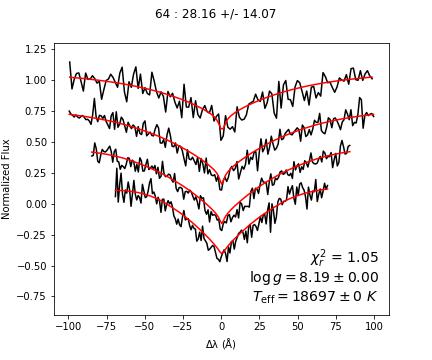 64 : 28.16 +/- 14.07
1.25
1.00
0.75
0.50
0.25
0.00
−0.25
−0.50
−0.75
Normalized Flux
χ²ᵣ = 1.05
log g = 8.19 ± 0.00
T_eff = 18697 ± 0 K
−100 −75 −50 −25 0 25 50 75 100
Δλ (Å)